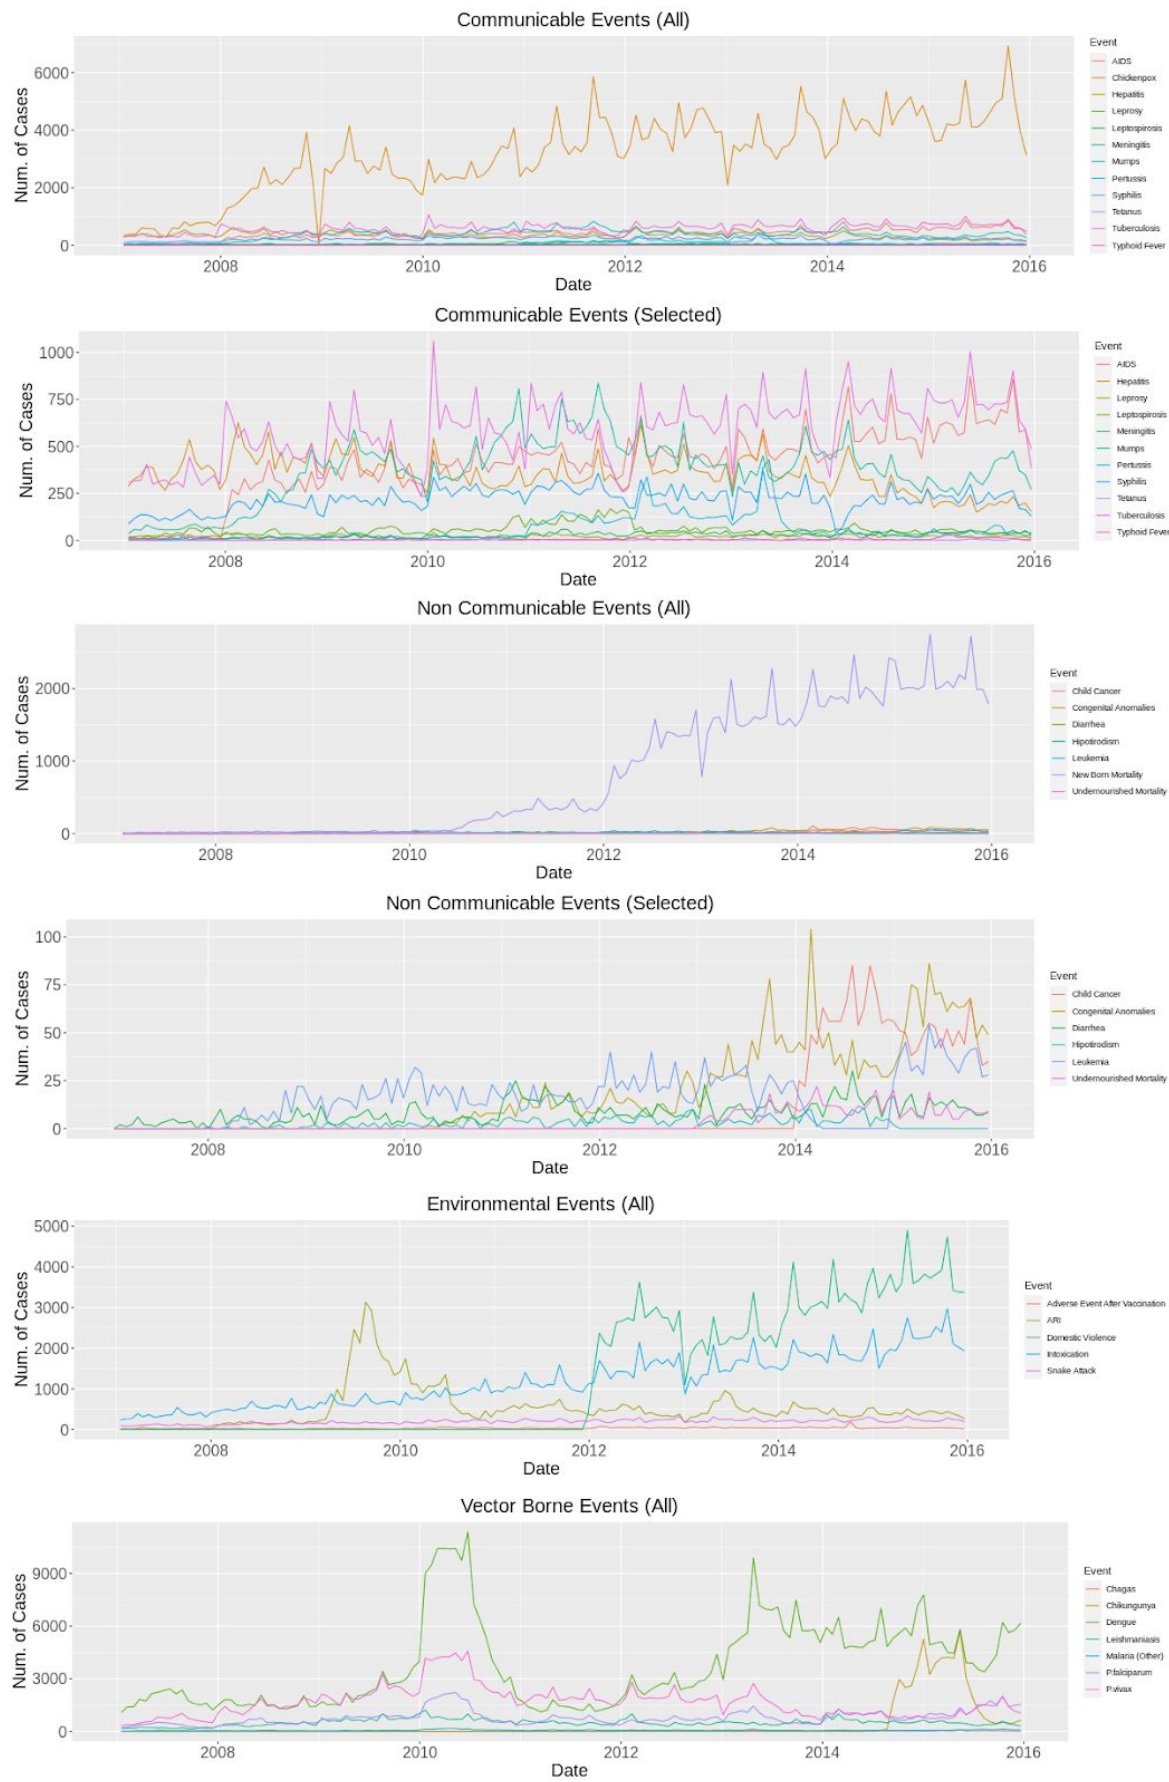 Communicable Events (All)
Num. of Cases
6000
4000
2000
0
2008 2010 2012 2014 2016
Date
Event
AIDS
Chickenpox
Hepatitis
Leprosy
Leptospirosis
Meningitis
Mumps
Pertussis
Syphilis
Tetanus
Tuberculosis
Typhoid Fever
Communicable Events (Selected)
Num. of Cases
1000
750
500
250
0
2008 2010 2012 2014 2016
Date
Event
AIDS
Hepatitis
Leprosy
Leptospirosis
Meningitis
Mumps
Pertussis
Syphilis
Tetanus
Tuberculosis
Typhoid Fever
Non Communicable Events (All)
Num. of Cases
2000
1000
0
2008 2010 2012 2014 2016
Date
Event
Child Cancer
Congenital Anomalies
Diarrhea
Hipotirodism
Leukemia
New Born Mortality
Undernourished Mortality
Non Communicable Events (Selected)
Num. of Cases
100
75
50
25
0
2008 2010 2012 2014 2016
Date
Event
Child Cancer
Congenital Anomalies
Diarrhea
Hipotirodism
Leukemia
Undernourished Mortality
Environmental Events (All)
Num. of Cases
5000
4000
3000
2000
1000
0
2008 2010 2012 2014 2016
Date
Event
Adverse Event After Vaccination
ARI
Domestic Violence
Intoxication
Snake Attack
Vector Borne Events (All)
Num. of Cases
9000
6000
3000
0
2008 2010 2012 2014 2016
Date
Event
Chagas
Chikungunya
Dengue
Leishmaniasis
Malaria (Other)
P.falciparum
P.vivax